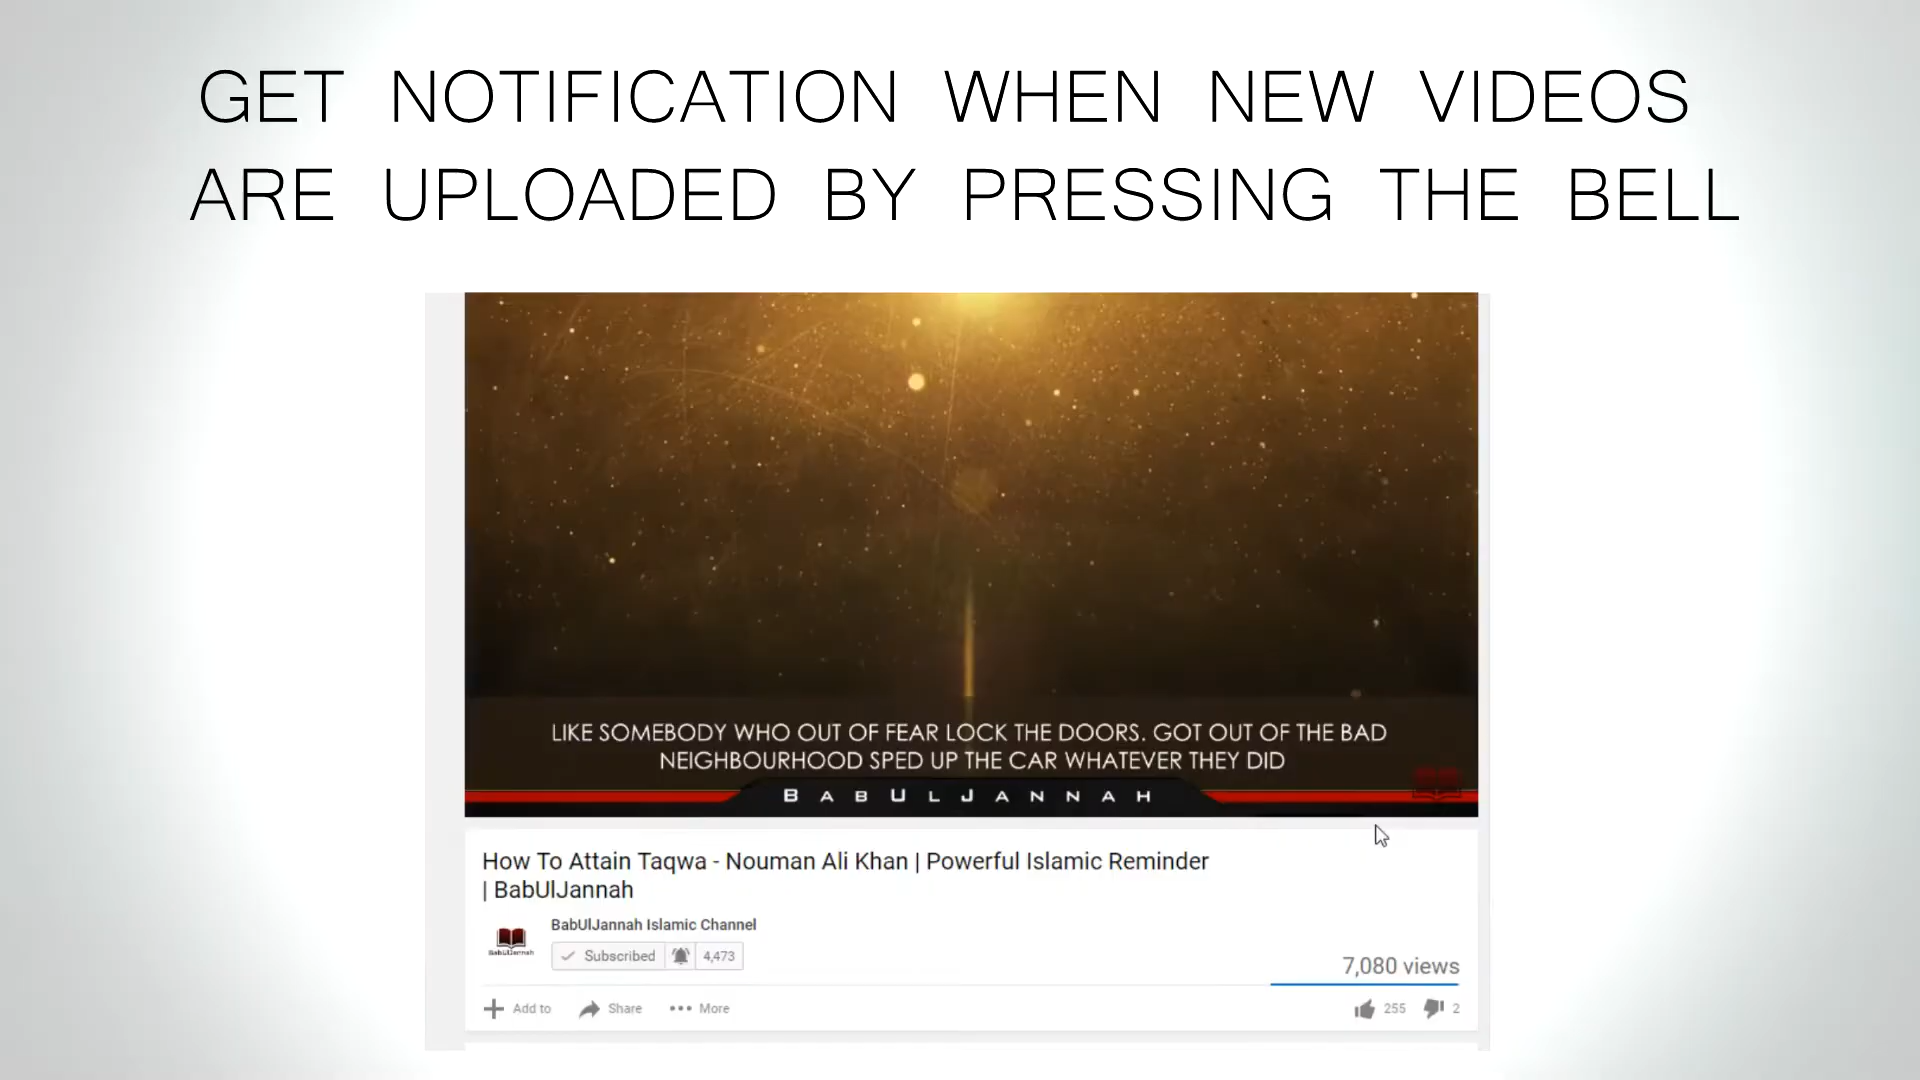 GET NOTIFICATION WHEN NEW VIDEOS
ARE UPLOADED BY PRESSING THE BELL
LIKE SOMEBODY WHO OUT OF FEAR LOCK THE DOORS. GOT OUT OF THE BAD
NEIGHBOURHOOD SPED UP THE CAR WHATEVER THEY DID
BABULJANNAH
How To Attain Taqwa - Nouman Ali Khan | Powerful Islamic Reminder
| BabUlJannah
BabUlJannah
BabUlJannah Islamic Channel
Subscribed 4,473
7,080 views
Add to Share More 255 2